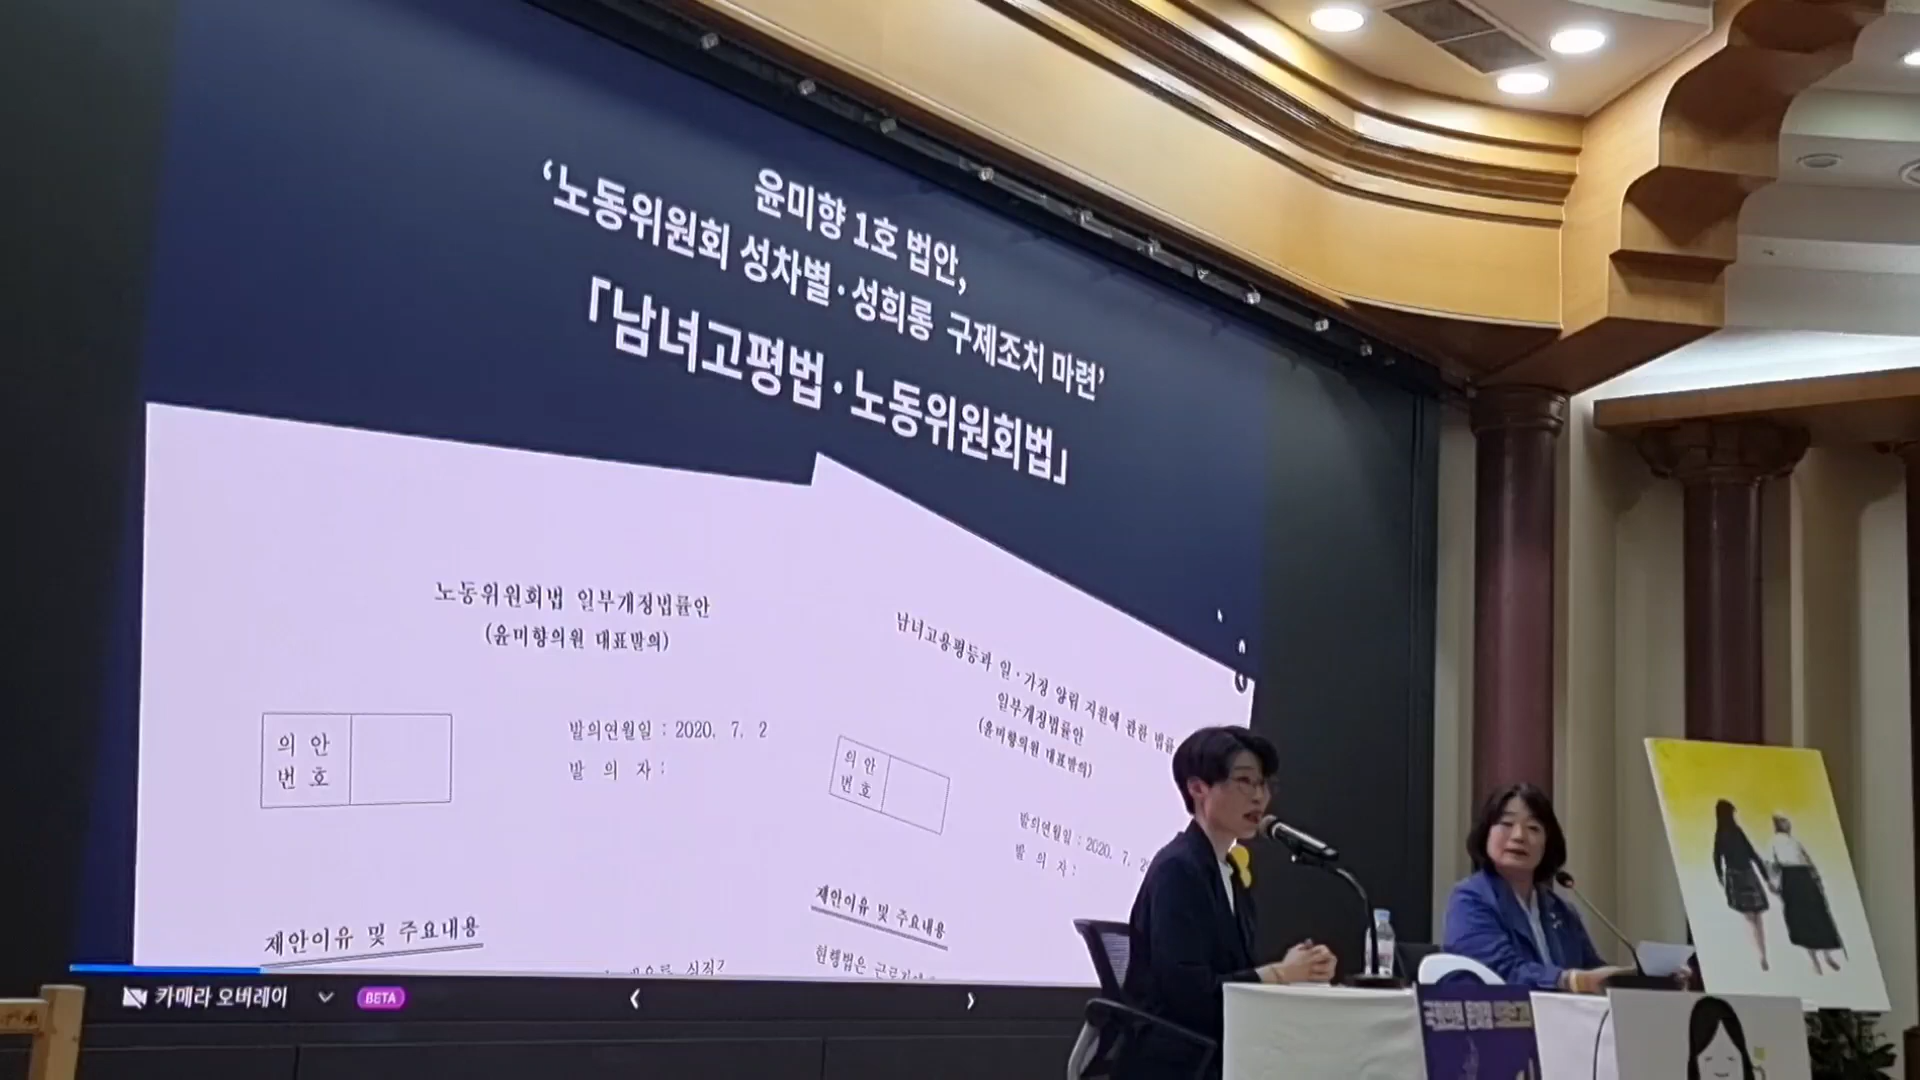 윤미향 1호 법안,
‘노동위원회 성차별·성희롱 구제조치 마련’
「남녀고평법·노동위원회법」
노동위원회법 일부개정법률안
(윤미향의원 대표발의)
의 안
번 호
발의연월일 : 2020. 7. 2
발 의 자 :
제안이유 및 주요내용
남녀고용평등과 일·가정 양립 지원에 관한 법률
일부개정법률안
(윤미향의원 대표발의)
의 안
번 호
발의연월일 : 2020. 7. 2
발 의 자 :
제안이유 및 주요내용
현행법은
카메라 오버레이
BETA